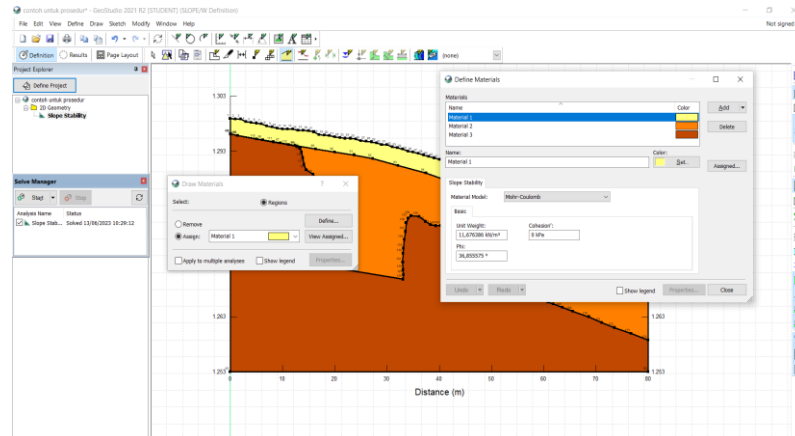 contoh untuk prosedur* - GeoStudio 2021 R2 (STUDENT) (SLOPE/W Definition)
File Edit View Define Draw Sketch Modify Window Help
Not signed
Definition Results Page Layout
(none)
Project Explorer
Define Project
contoh untuk prosedur
2D Geometry
Slope Stability
Solve Manager
Start Stop
Analysis Name Status
Slope Stab... Solved 13/06/2023 10:29:12
Draw Materials
Select: Regions
Remove Define...
Assign: Material 1 View Assigned...
Apply to multiple analyses Show legend Properties...
Define Materials
Materials
Name Color
Material 1
Material 2
Material 3
Add
Delete
Name: Color:
Material 1 Set... Assigned...
Slope Stability
Material Model: Mohr-Coulomb
Basic
Unit Weight: Cohesion':
11,676386 kN/m³ 0 kPa
Phi:
36,855575 °
Undo Redo Show legend Properties... Close
1.303
1.293
1.263 1.263
1.253 1.253
0 10 20 30 40 50 60 70 80
Distance (m)